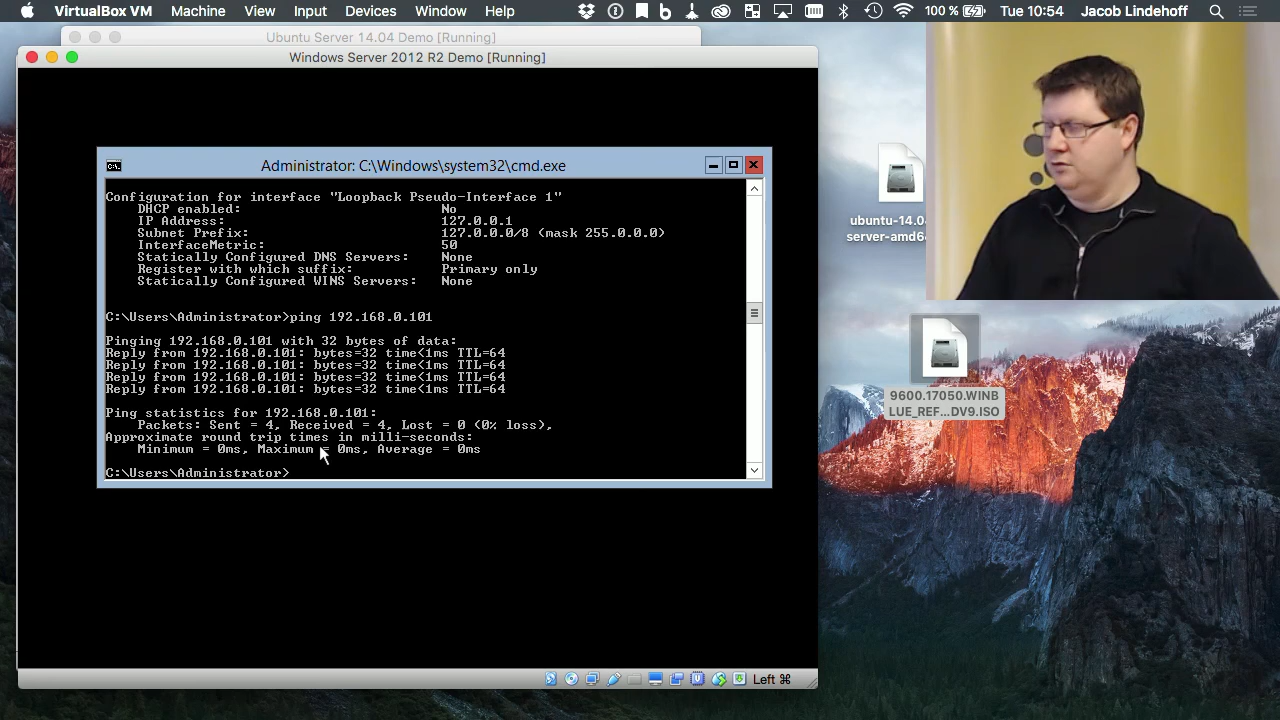 VirtualBox VM Machine View Input Devices Window Help 100 % Tue 10:54 Jacob Lindehoff
Ubuntu Server 14.04 Demo [Running]
Windows Server 2012 R2 Demo [Running]
Administrator: C:\Windows\system32\cmd.exe
Configuration for interface "Loopback Pseudo-Interface 1"
DHCP enabled: No
IP Address: 127.0.0.1
Subnet Prefix: 127.0.0.0/8 (mask 255.0.0.0)
InterfaceMetric: 50
Statically Configured DNS Servers: None
Register with which suffix: Primary only
Statically Configured WINS Servers: None
C:\Users\Administrator>ping 192.168.0.101
Pinging 192.168.0.101 with 32 bytes of data:
Reply from 192.168.0.101: bytes=32 time<1ms TTL=64
Reply from 192.168.0.101: bytes=32 time<1ms TTL=64
Reply from 192.168.0.101: bytes=32 time<1ms TTL=64
Reply from 192.168.0.101: bytes=32 time<1ms TTL=64
Ping statistics for 192.168.0.101:
Packets: Sent = 4, Received = 4, Lost = 0 (0% loss),
Approximate round trip times in milli-seconds:
Minimum = 0ms, Maximum = 0ms, Average = 0ms
C:\Users\Administrator>
Left ⌘
ubuntu-14.0
server-amd6
9600.17050.WINB
LUE_REF...DV9.ISO